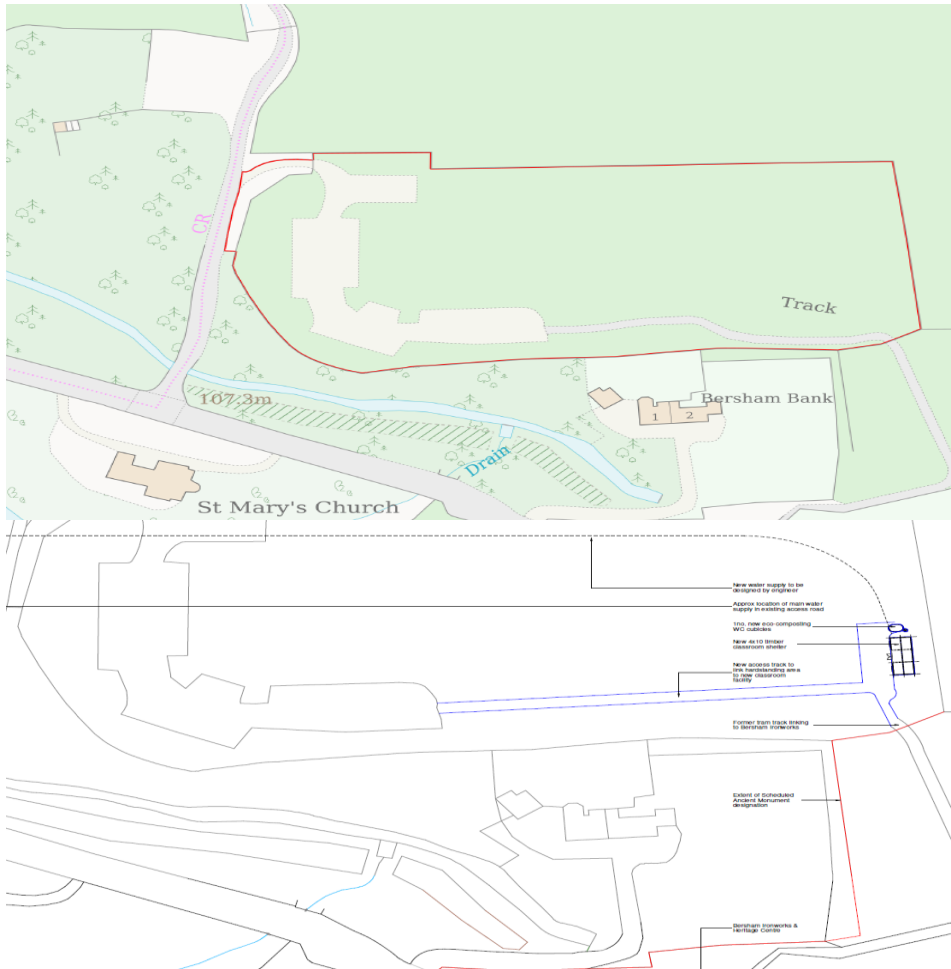 CR
Track
107.3m
Bersham Bank
1
2
Drain
St Mary's Church
New water supply to be
designed by engineer
Approx location of main water
supply in existing access road
1no. new eco composting
WC cubicles
New 4x10 timber
classroom shelter
New access track to
link hardstanding area
to new classroom
facility
Former tram track linking
to Bersham Ironworks
Extent of Scheduled
Ancient Monument
designation
Bersham Ironworks &
Heritage Centre